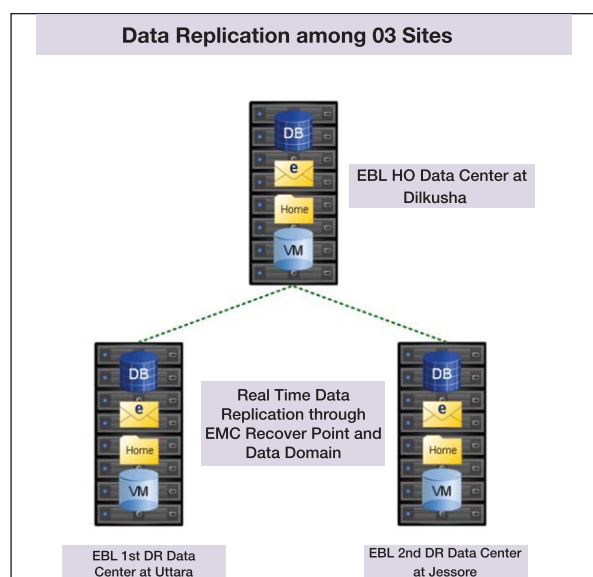 Data Replication among 03 Sites
DB
e
Home
VM
EBL HO Data Center at
Dilkusha
DB
e
Home
VM
Real Time Data
Replication through
EMC Recover Point and
Data Domain
DB
e
Home
VM
EBL 1st DR Data
Center at Uttara
EBL 2nd DR Data Center
at Jessore